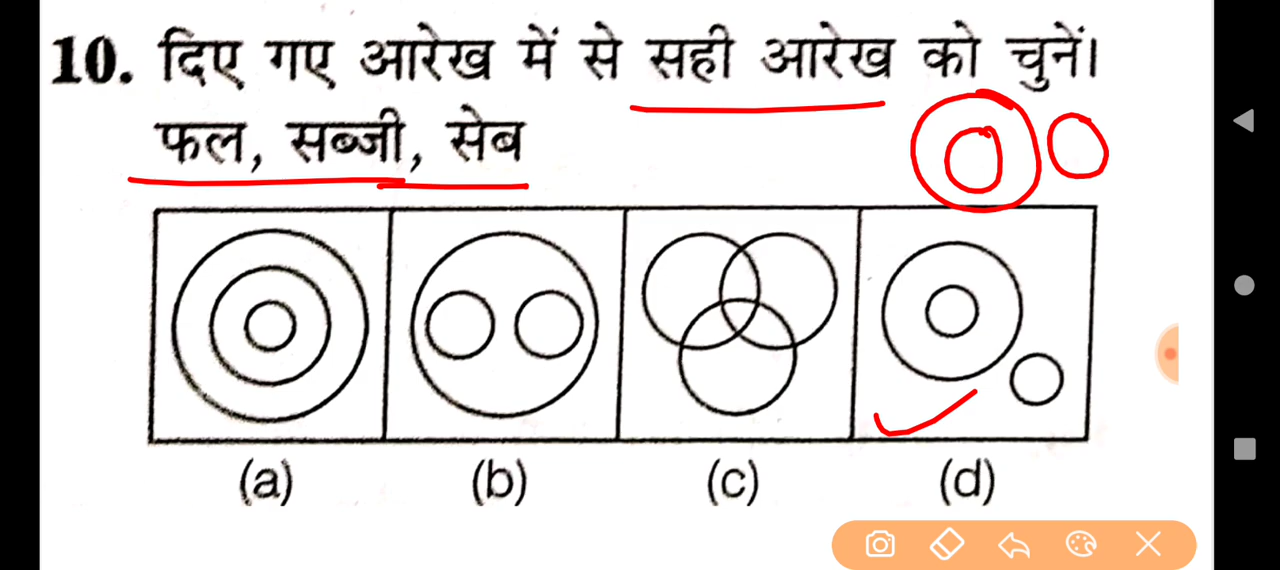 10. दिए गए आरेख में से सही आरेख को चुनें।
फल, सब्जी, सेब
(a) (b) (c) (d)